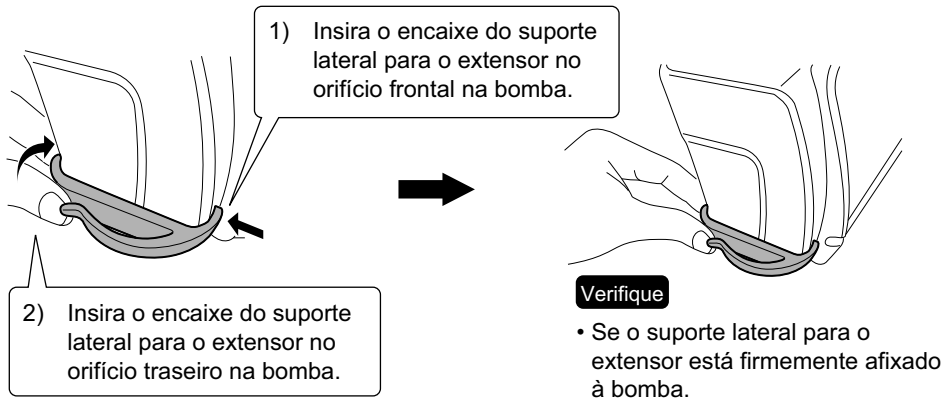 1) Insira o encaixe do suporte
lateral para o extensor no
orifício frontal na bomba.
2) Insira o encaixe do suporte
lateral para o extensor no
orifício traseiro na bomba.
Verifique
• Se o suporte lateral para o
extensor está firmemente afixado
à bomba.